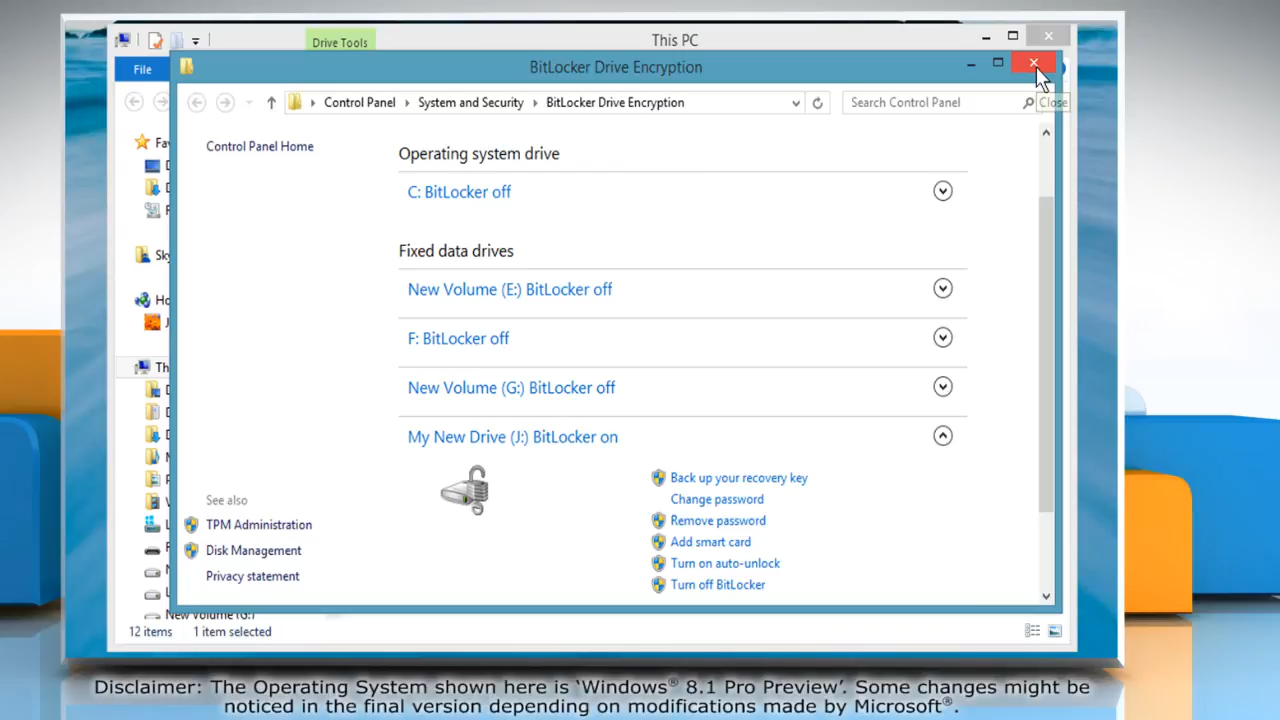 Drive Tools
This PC
File
BitLocker Drive Encryption
Control Panel
System and Security
BitLocker Drive Encryption
Search Control Panel
Close
Control Panel Home
Operating system drive
C: BitLocker off
Fixed data drives
New Volume (E:) BitLocker off
F: BitLocker off
New Volume (G:) BitLocker off
My New Drive (J:) BitLocker on
Back up your recovery key
Change password
Remove password
Add smart card
Turn on auto-unlock
Turn off BitLocker
See also
TPM Administration
Disk Management
Privacy statement
New Volume (G:)
12 items 1 item selected
Disclaimer: The Operating System shown here is ‘Windows® 8.1 Pro Preview’. Some changes might be
noticed in the final version depending on modifications made by Microsoft®.